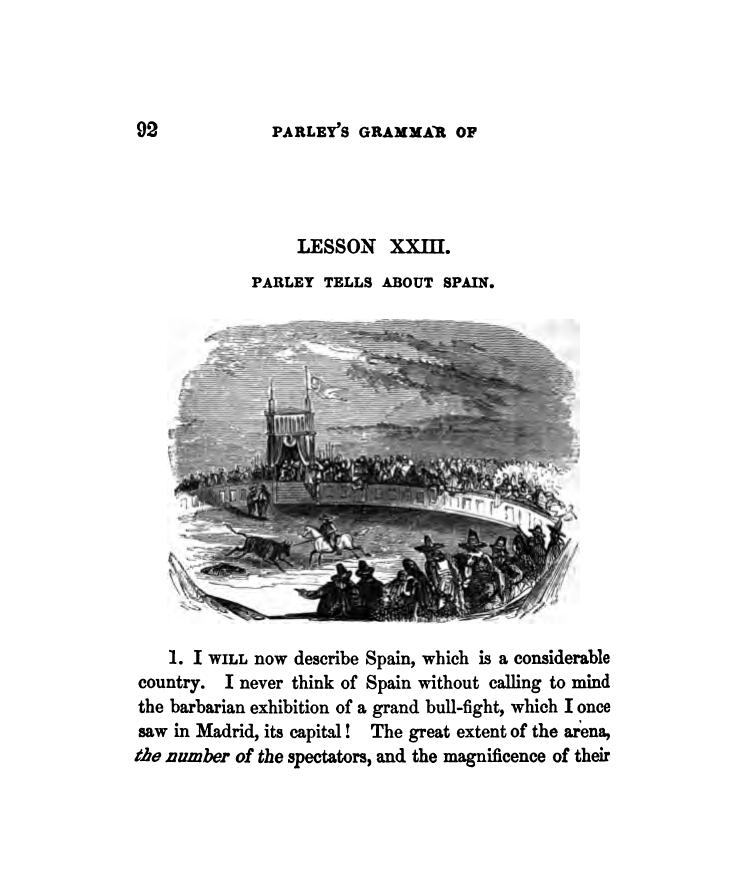 92
PARLEY'S GRAMMAR OF
LESSON XXIII.
PARLEY TELLS ABOUT SPAIN.
1. I WILL now describe Spain, which is a considerable
country. I never think of Spain without calling to mind
the barbarian exhibition of a grand bull-fight, which I once
saw in Madrid, its capital! The great extent of the arena,
the number of the spectators, and the magnificence of their